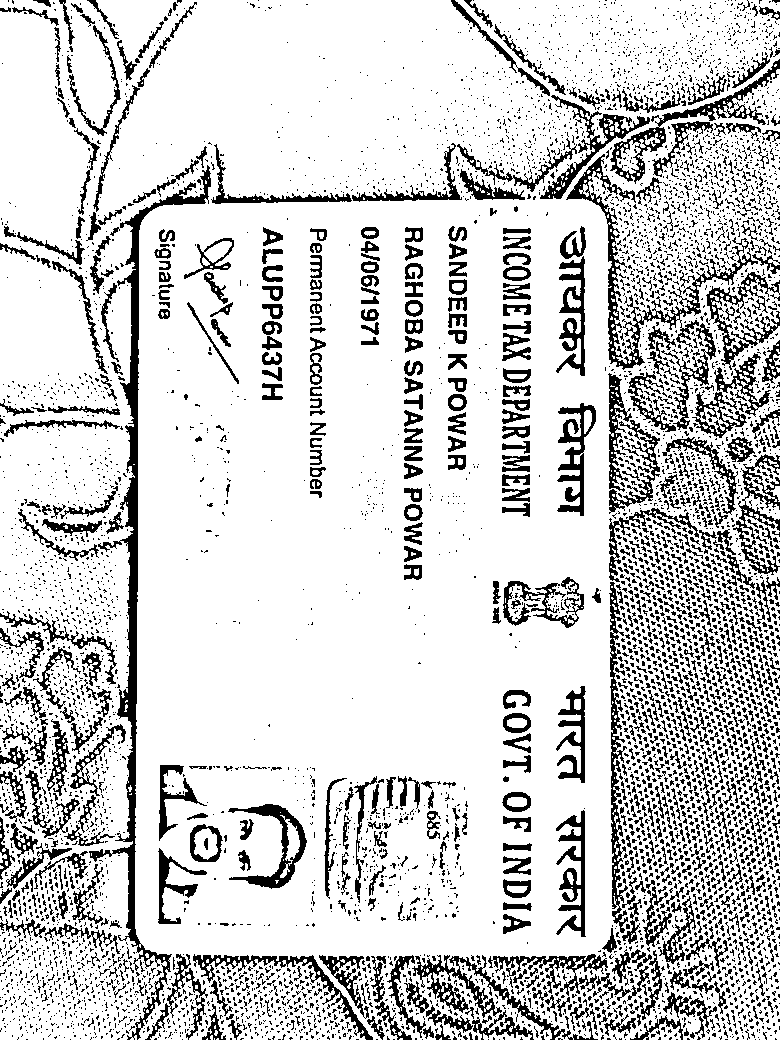 आयकर विभाग
INCOME TAX DEPARTMENT
भारत सरकार
GOVT. OF INDIA
SANDEEP K POWAR
RAGHOBA SATANNA POWAR
04/06/1971
Permanent Account Number
ALUPP6437H
Signature